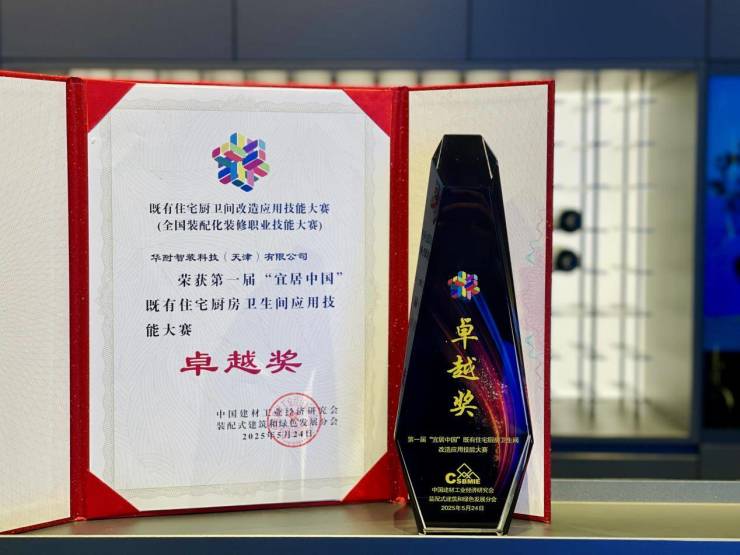 既有住宅厨卫间改造应用技能大赛
(全国装配化装修职业技能大赛)
华耐智装科技（天津）有限公司
荣获第一届“宜居中国”
既有住宅厨房卫生间应用技
能大赛
卓越奖
中国建材工业经济研究会
装配式建筑和绿色发展分会
2025年5月24日
卓越奖
第一届“宜居中国”既有住宅厨房卫生间
改造应用技能大赛
CSBMIE
中国建材工业经济研究会
装配式建筑和绿色发展分会
2025年5月24日